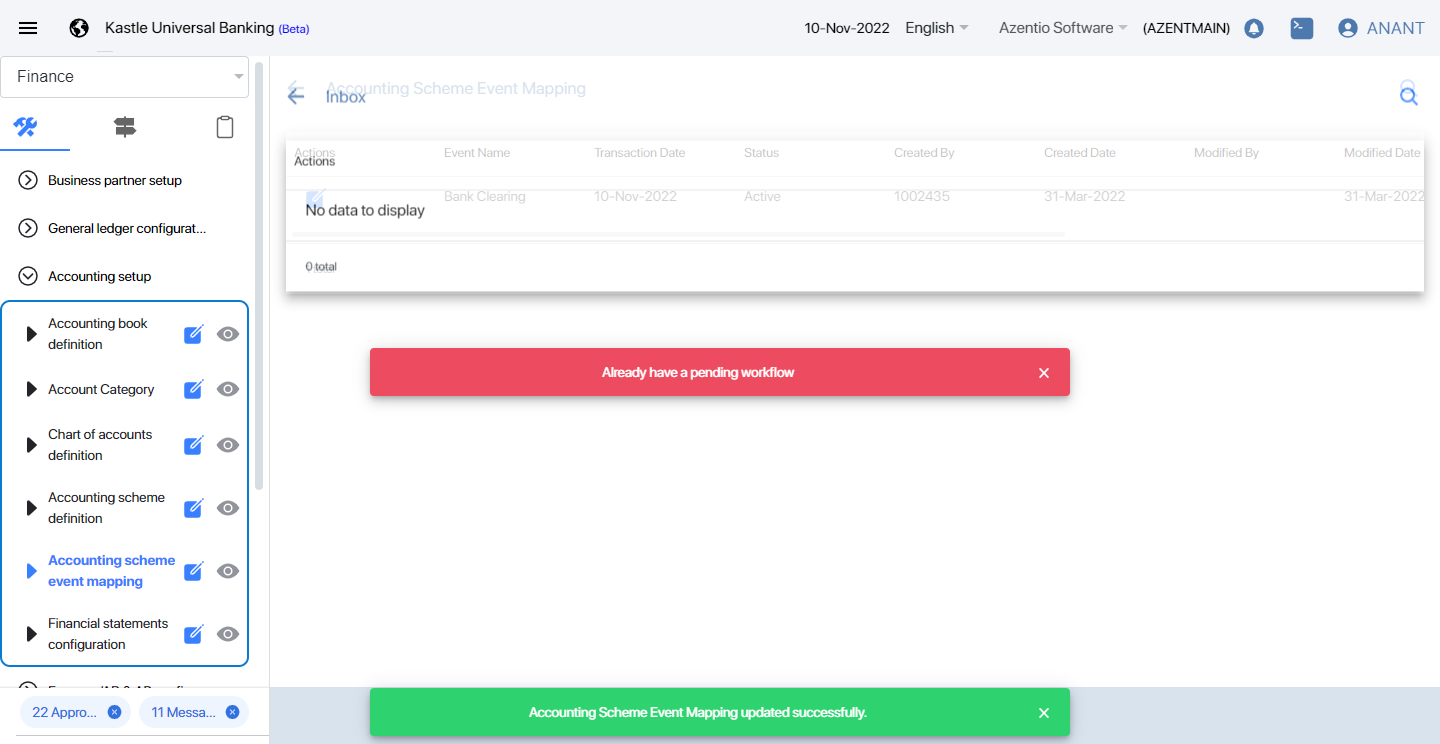 Kastle Universal Banking (Beta)
10-Nov-2022
English
Azentio Software
(AZENTMAIN)
ANANT
Finance
Business partner setup
General ledger configurat...
Accounting setup
Accounting book
definition
Account Category
Chart of accounts
definition
Accounting scheme
definition
Accounting scheme
event mapping
Financial statements
configuration
22 Appro...
11 Messa...
Accounting Scheme Event Mapping
Inbox
Actions Event Name Transaction Date Status Created By Created Date Modified By Modified Date
Actions
Bank Clearing 10-Nov-2022 Active 1002435 31-Mar-2022 31-Mar-2022
No data to display
0 total
Already have a pending workflow
Accounting Scheme Event Mapping updated successfully.